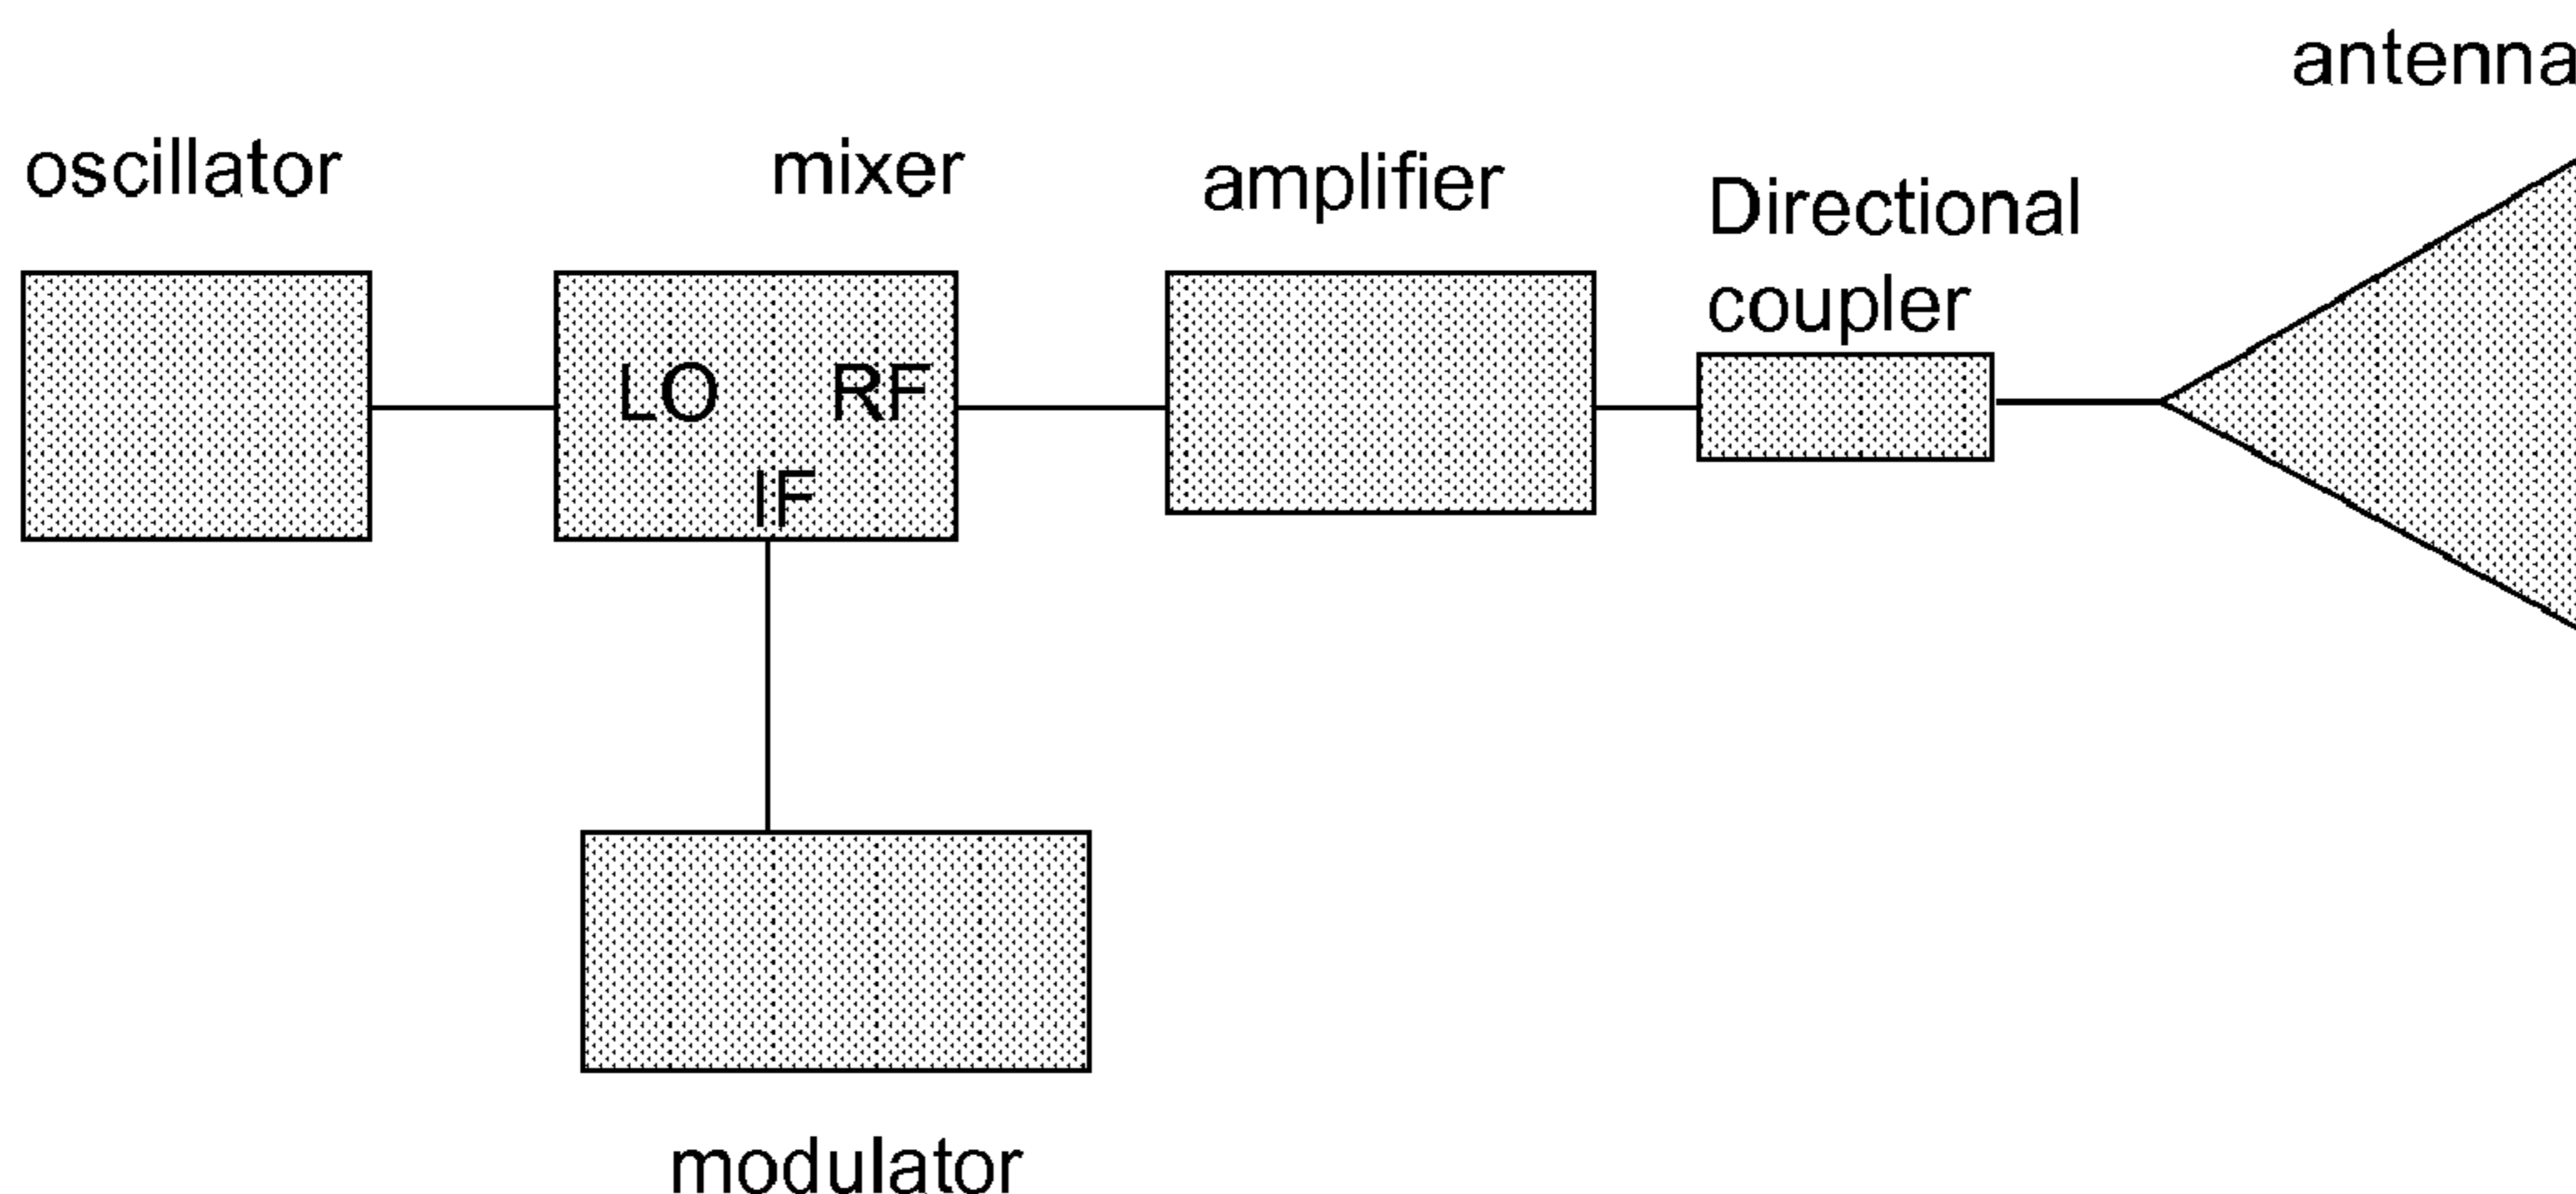 antenna
oscillator
mixer
amplifier
Directional
coupler
LO
RF
IF
modulator